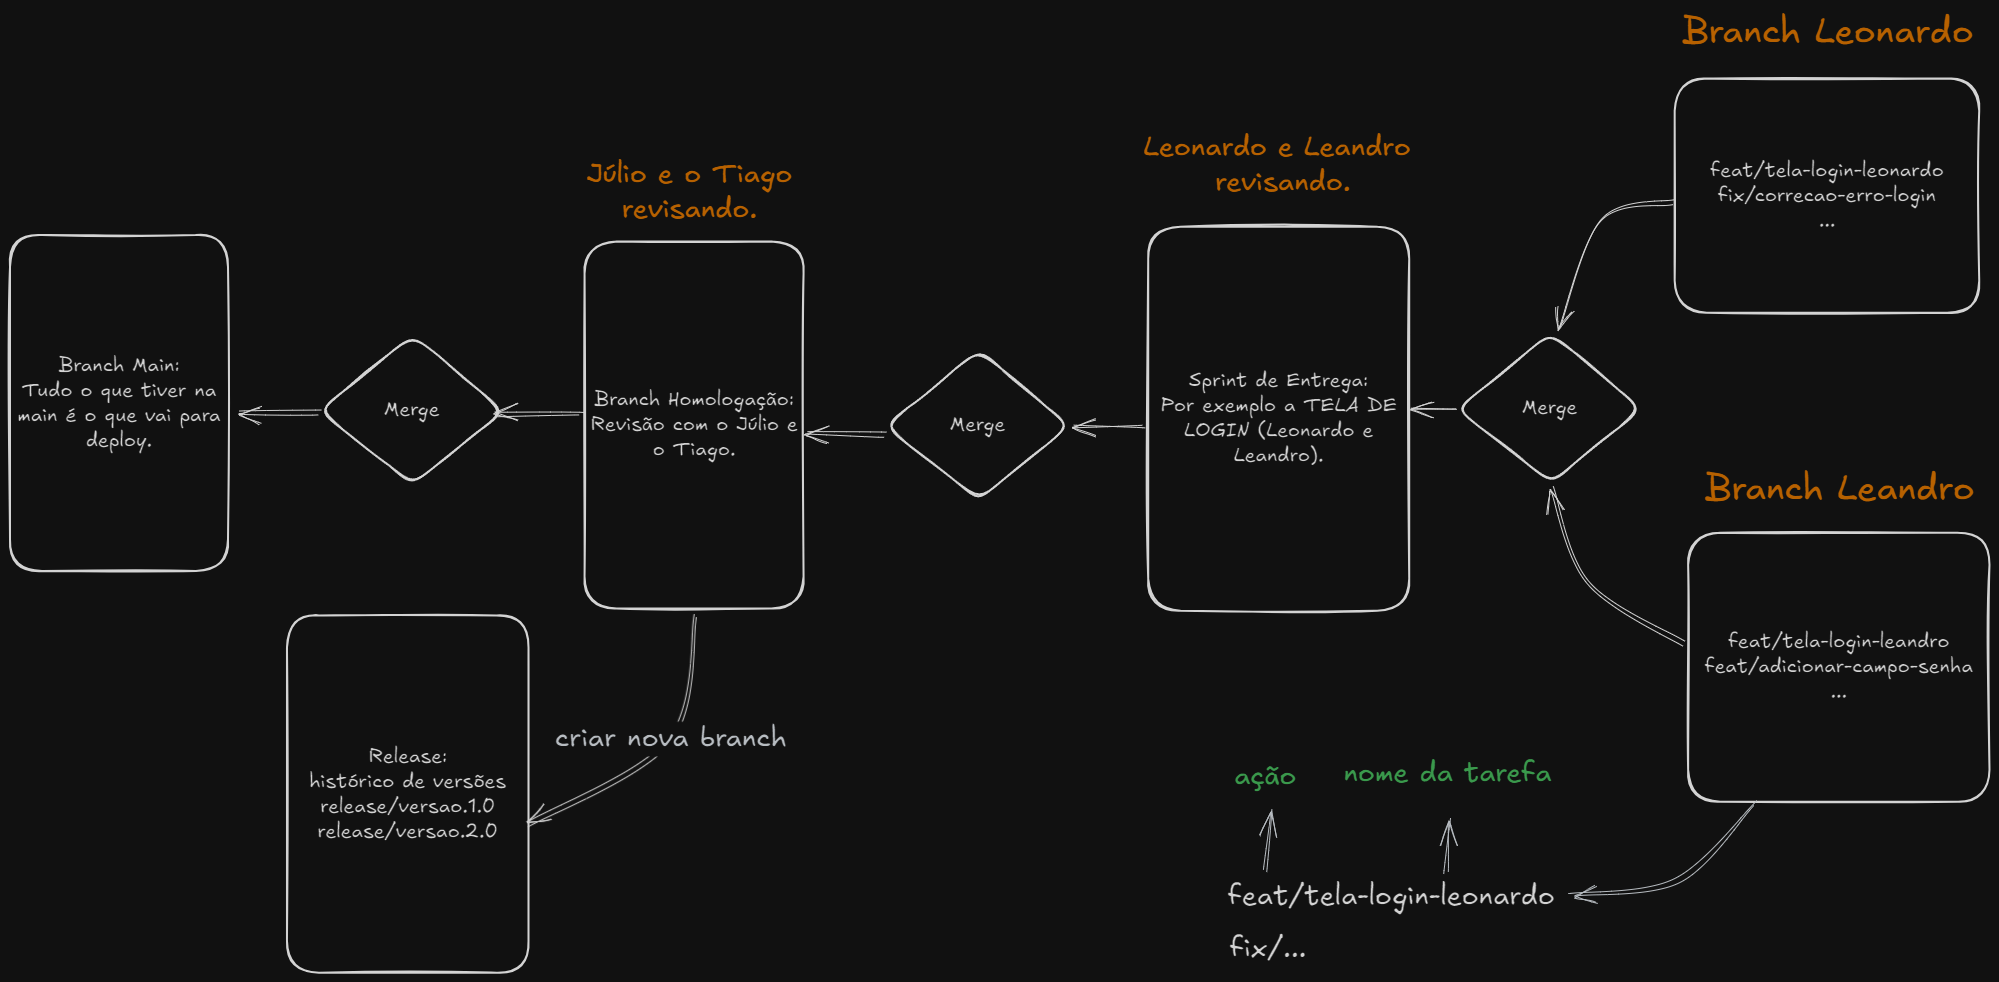 Branch Leonardo
feat/tela-login-leonardo
fix/correcao-erro-login
...
Leonardo e Leandro
revisando.
Júlio e o Tiago
revisando.
Branch Main:
Tudo o que tiver na
main é o que vai para
deploy.
Merge
Branch Homologação:
Revisão com o Júlio e
o Tiago.
Merge
Sprint de Entrega:
Por exemplo a TELA DE
LOGIN (Leonardo e
Leandro).
Merge
Branch Leandro
feat/tela-login-leandro
feat/adicionar-campo-senha
...
criar nova branch
Release:
histórico de versões
release/versao.1.0
release/versao.2.0
ação
nome da tarefa
feat/tela-login-leonardo
fix/...